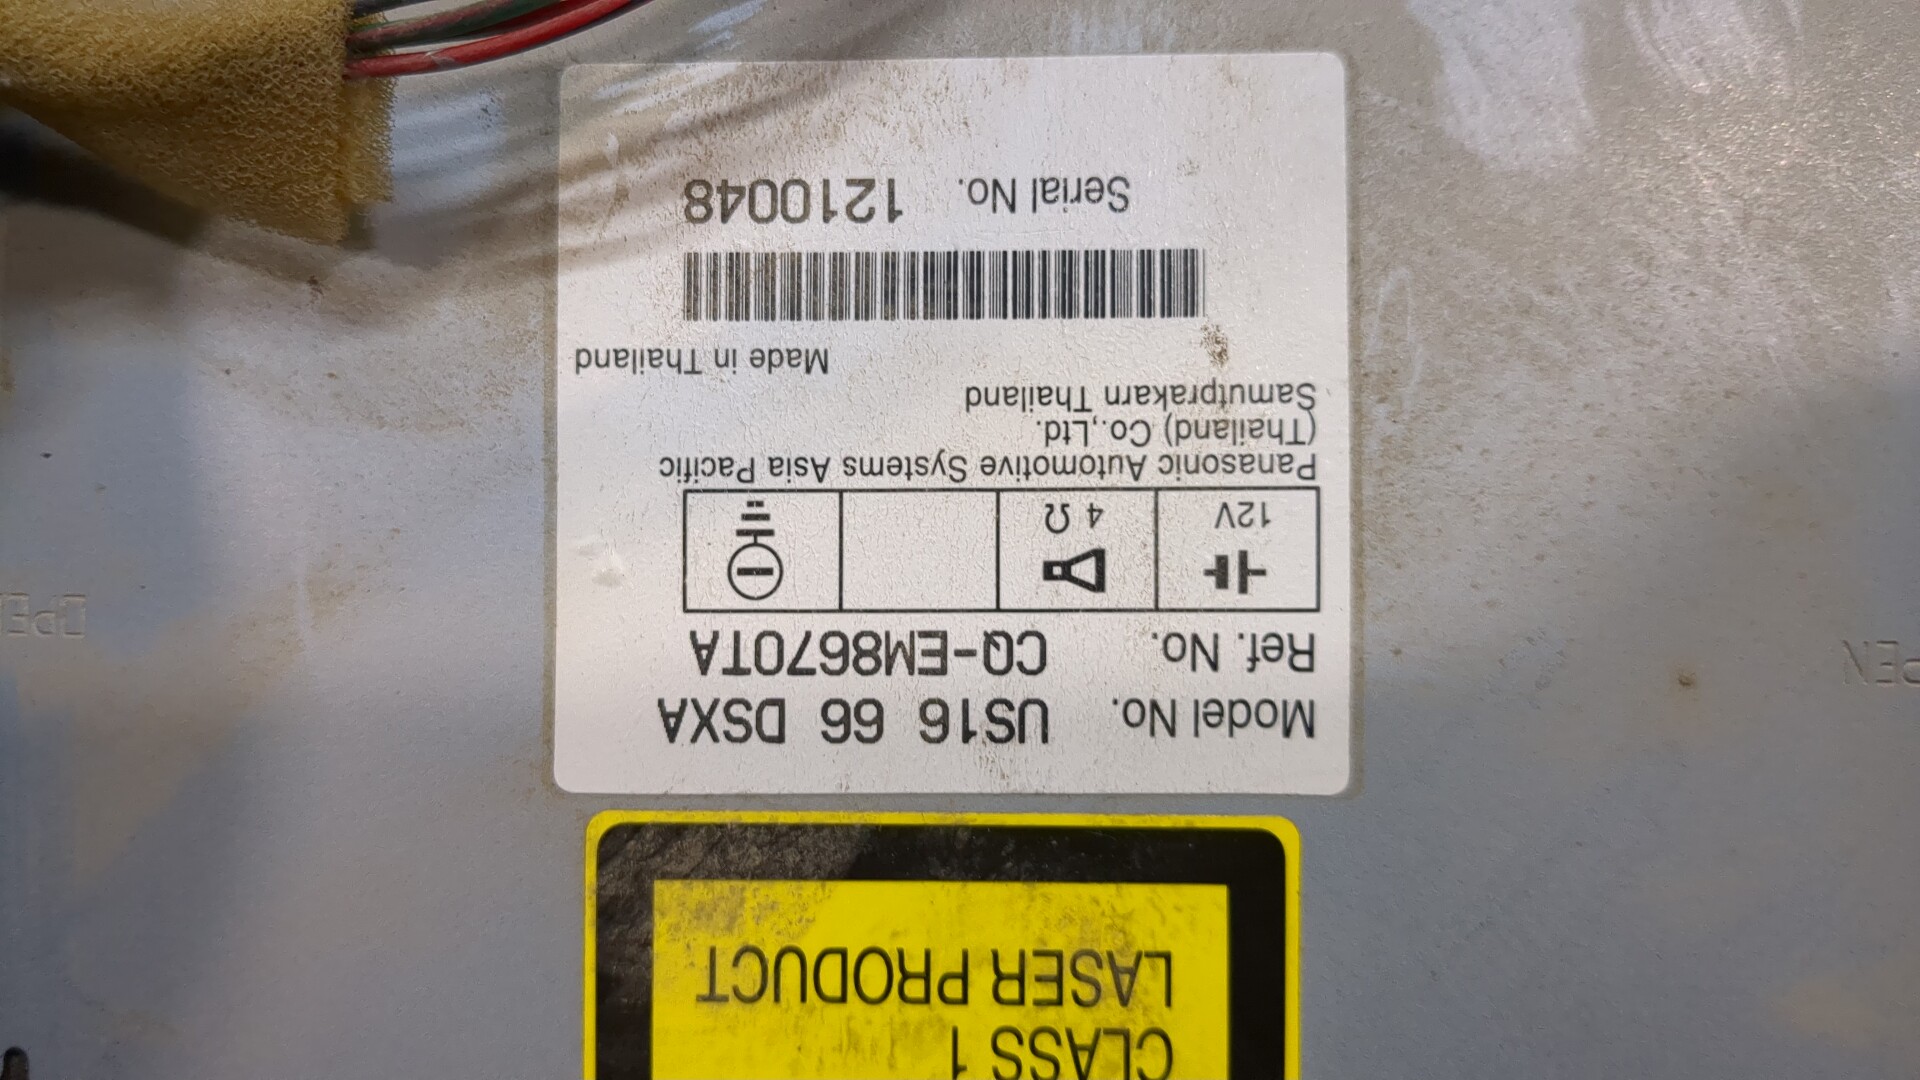 CLASS 1
LASER PRODUCT
Model No. US16 66 DSXA
Ref. No. CQ-EM8670TA
12V
4 Ω
Panasonic Automotive Systems Asia Pacific
(Thailand) Co.,Ltd.
Samutprakarn Thailand
Made in Thailand
Serial No. 1210048
OPEN